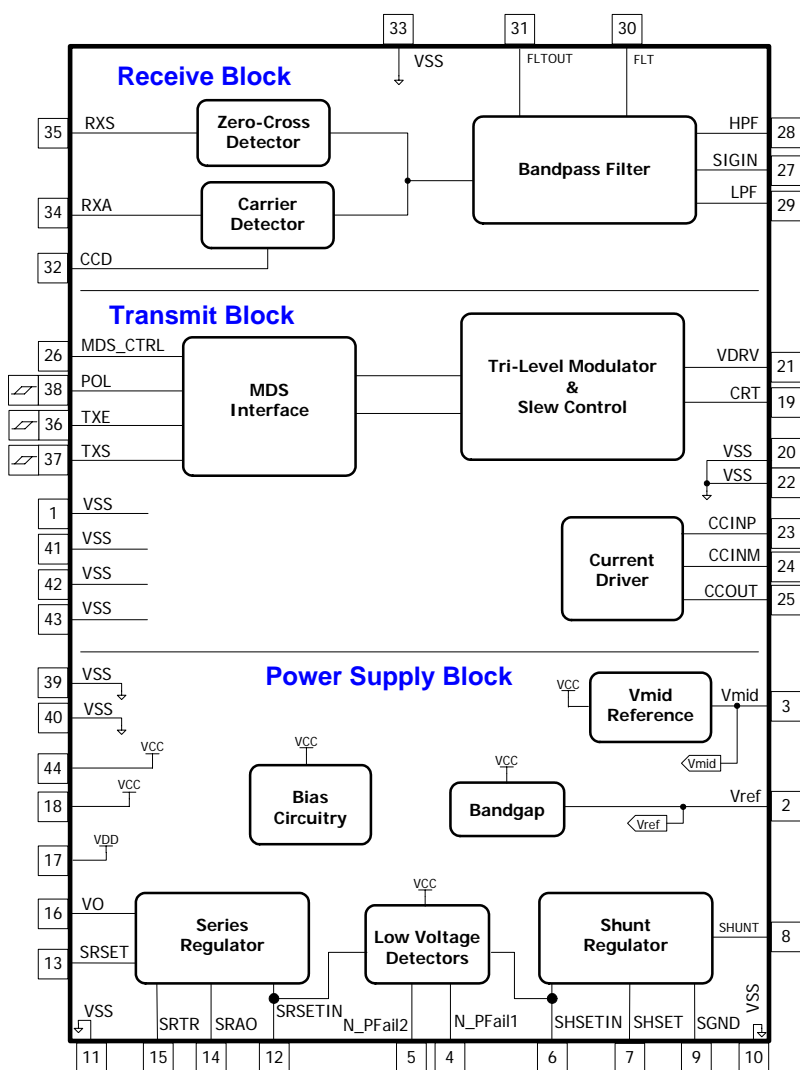 33
31
30
VSS
FLTOUT
FLT
Receive Block
35
RXS
Zero-Cross
Detector
34
RXA
Carrier
Detector
32
CCD
Bandpass Filter
HPF
28
SIGIN
27
LPF
29
Transmit Block
26
MDS_CTRL
38
POL
36
TXE
37
TXS
MDS
Interface
Tri-Level Modulator
&
Slew Control
VDRV
21
CRT
19
VSS
20
VSS
22
1
VSS
41
VSS
42
VSS
43
VSS
Current
Driver
CCINP
23
CCINM
24
CCOUT
25
Power Supply Block
39
VSS
40
VSS
44
VCC
18
VCC
17
VDD
VCC
Bias
Circuitry
VCC
Vmid
Reference
Vmid
3
Vmid
VCC
Bandgap
Vref
2
Vref
16
VO
13
SRSET
Series
Regulator
VCC
Low Voltage
Detectors
Shunt
Regulator
SHUNT
8
VSS
SRTR
SRAO
SRSETIN
N_PFail2
N_PFail1
SHSETIN
SHSET
SGND
VSS
11
15
14
12
5
4
6
7
9
10